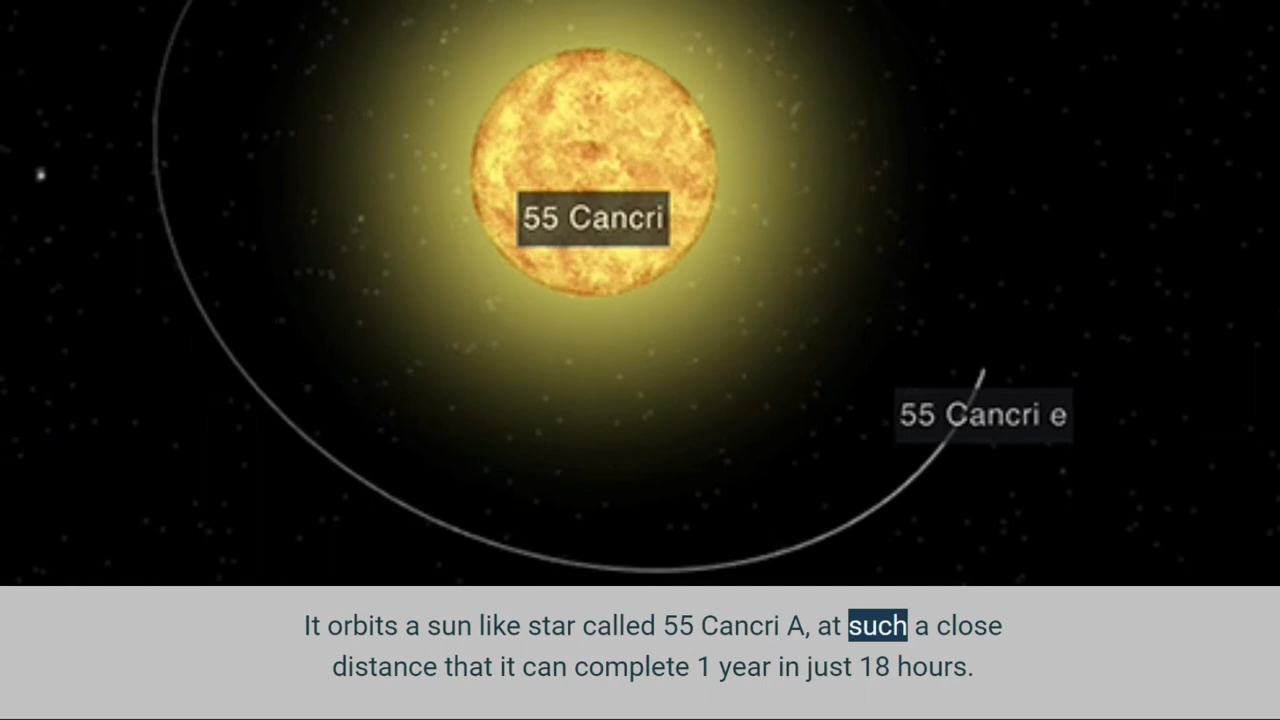 55 Cancri
55 Cancri e
It orbits a sun like star called 55 Cancri A, at such a close
distance that it can complete 1 year in just 18 hours.